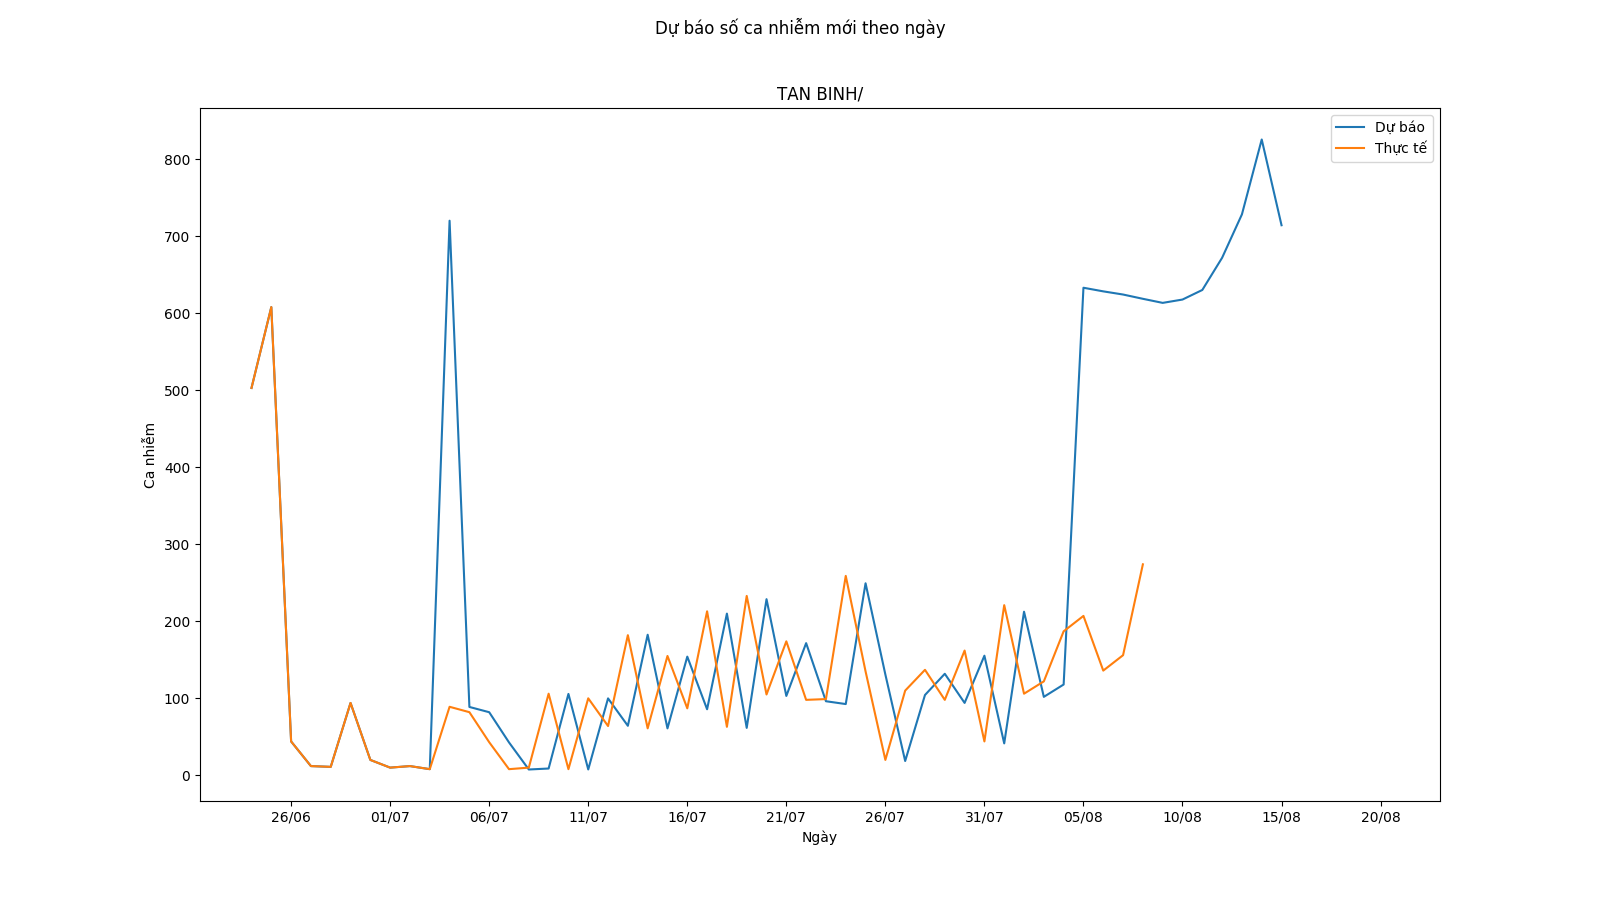 Dự báo số ca nhiễm mới theo ngày
TAN BINH/
Dự báo
Thực tế
800
700
600
500
400
300
200
100
0
Ca nhiễm
26/06 01/07 06/07 11/07 16/07 21/07 26/07 31/07 05/08 10/08 15/08 20/08
Ngày